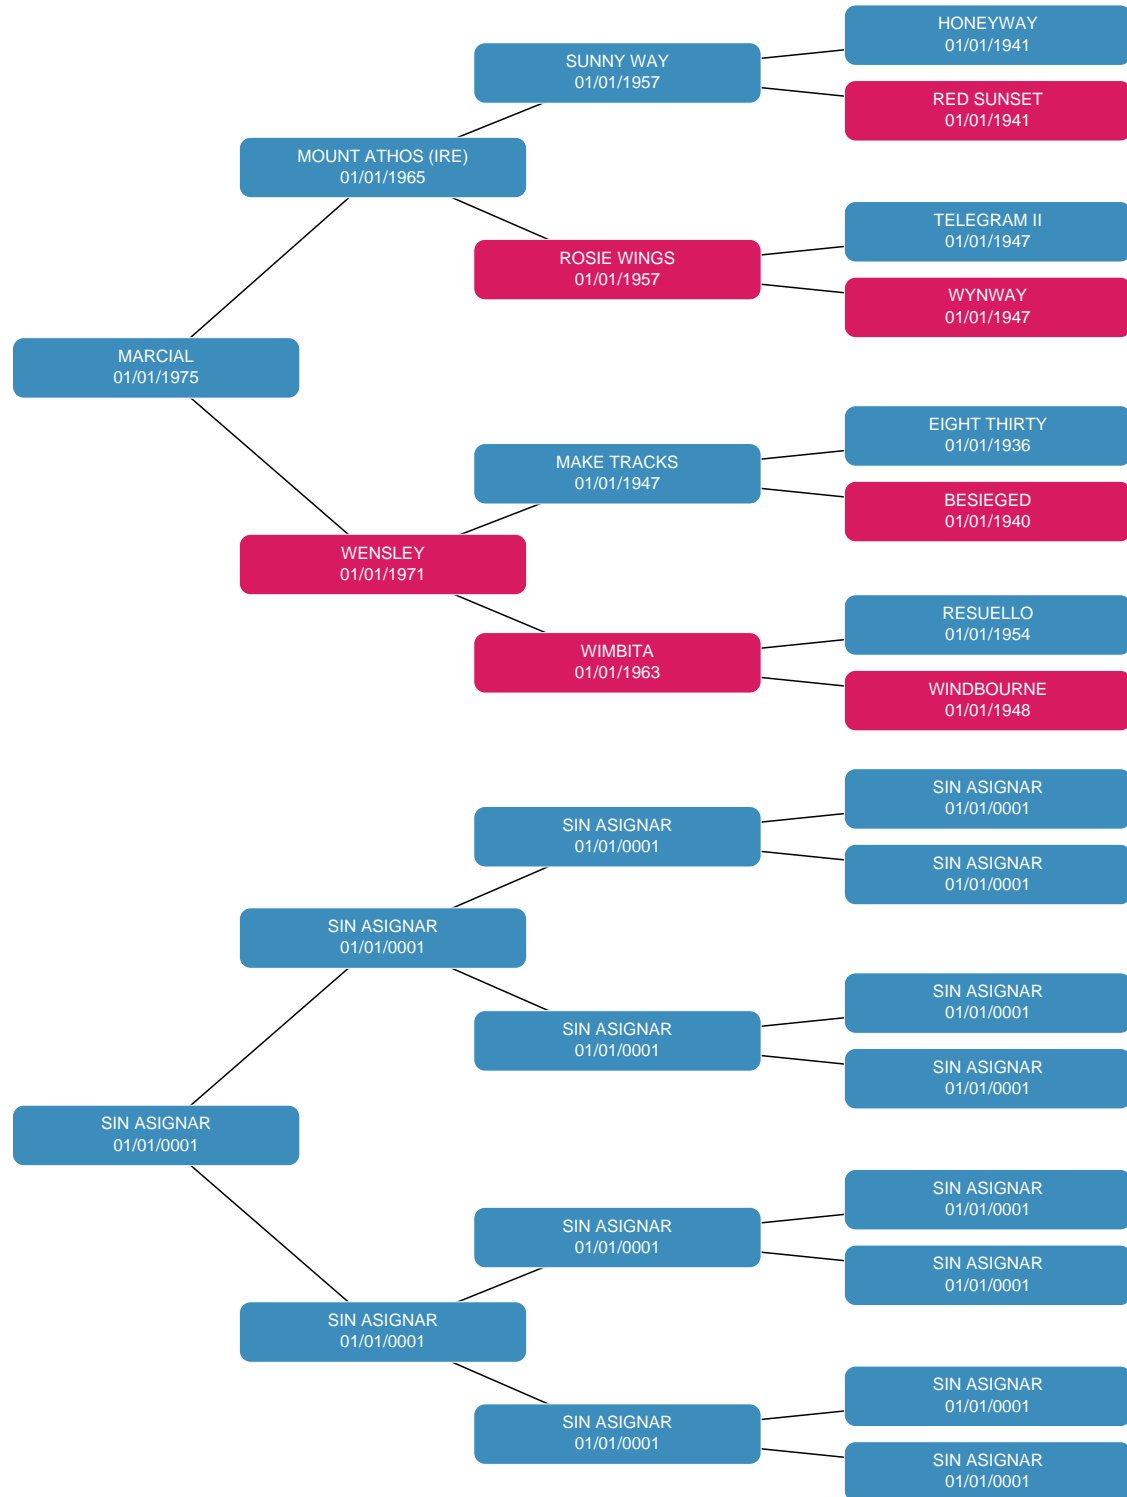 HONEYWAY
01/01/1941
SUNNY WAY
01/01/1957
RED SUNSET
01/01/1941
MOUNT ATHOS (IRE)
01/01/1965
TELEGRAM II
01/01/1947
ROSIE WINGS
01/01/1957
WYNWAY
01/01/1947
MARCIAL
01/01/1975
EIGHT THIRTY
01/01/1936
MAKE TRACKS
01/01/1947
BESIEGED
01/01/1940
WENSLEY
01/01/1971
RESUELLO
01/01/1954
WIMBITA
01/01/1963
WINDBOURNE
01/01/1948
SIN ASIGNAR
01/01/0001
SIN ASIGNAR
01/01/0001
SIN ASIGNAR
01/01/0001
SIN ASIGNAR
01/01/0001
SIN ASIGNAR
01/01/0001
SIN ASIGNAR
01/01/0001
SIN ASIGNAR
01/01/0001
SIN ASIGNAR
01/01/0001
SIN ASIGNAR
01/01/0001
SIN ASIGNAR
01/01/0001
SIN ASIGNAR
01/01/0001
SIN ASIGNAR
01/01/0001
SIN ASIGNAR
01/01/0001
SIN ASIGNAR
01/01/0001
SIN ASIGNAR
01/01/0001